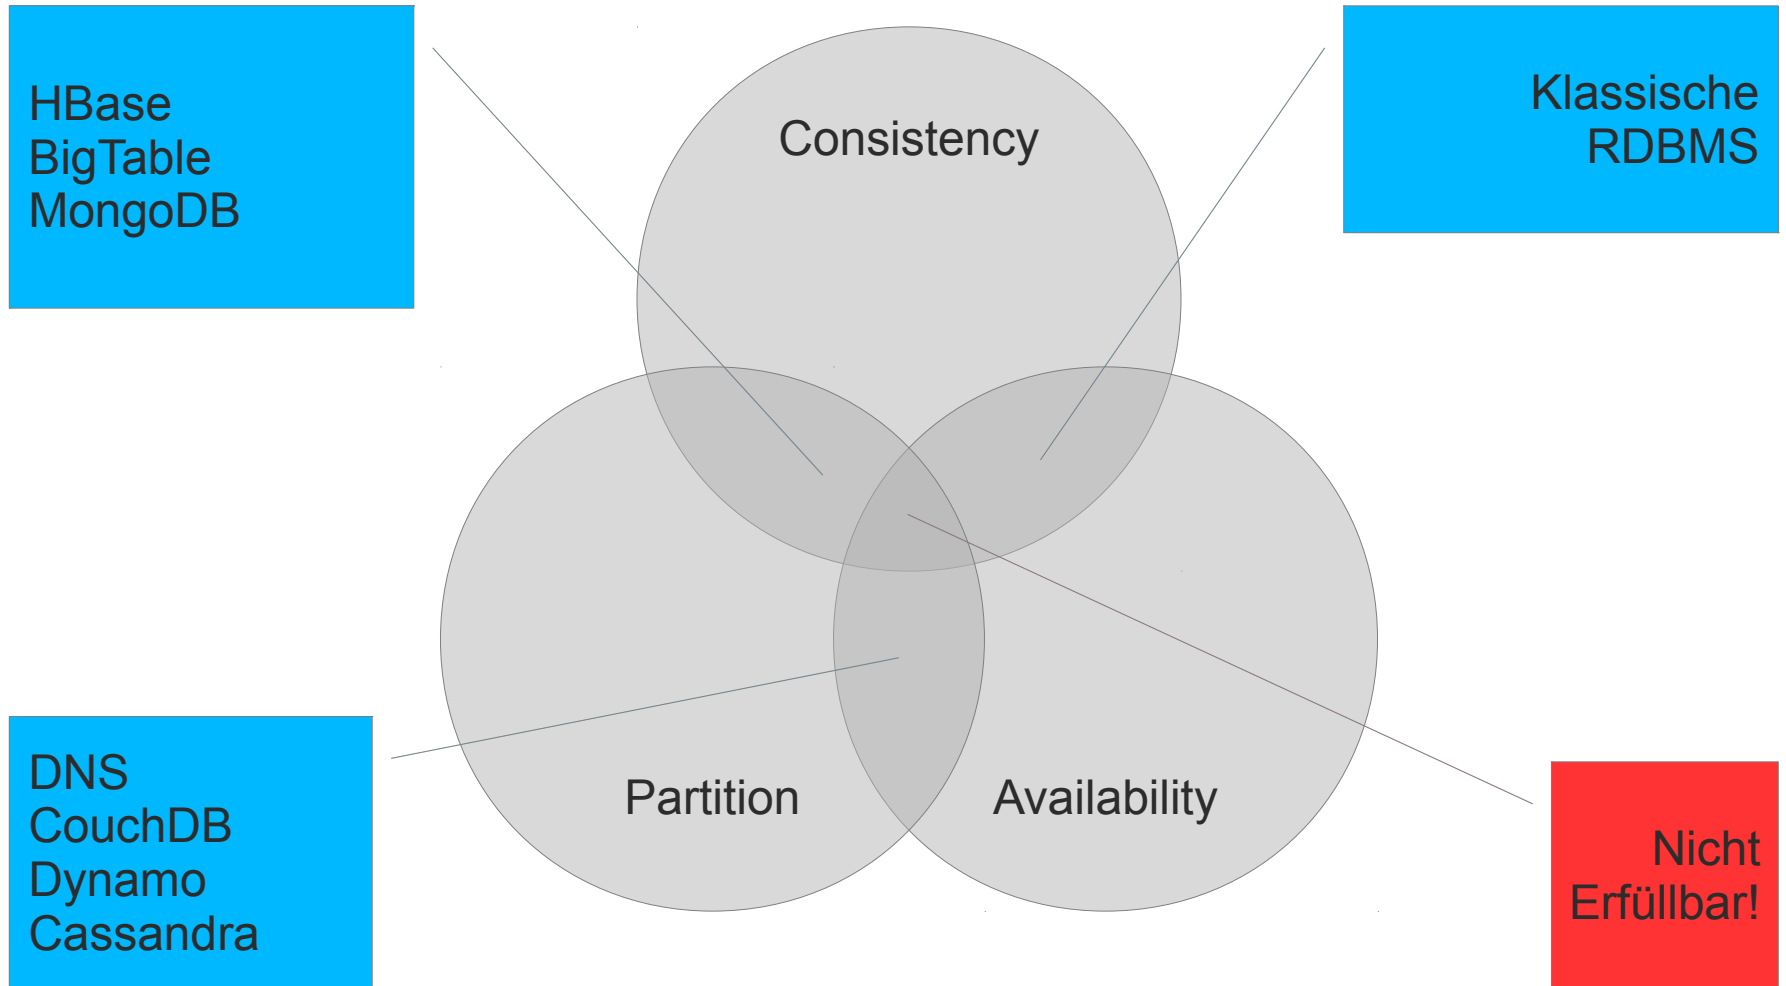 HBase
BigTable
MongoDB
Consistency
Klassische
RDBMS
DNS
CouchDB
Dynamo
Cassandra
Partition
Availability
Nicht
Erfüllbar!